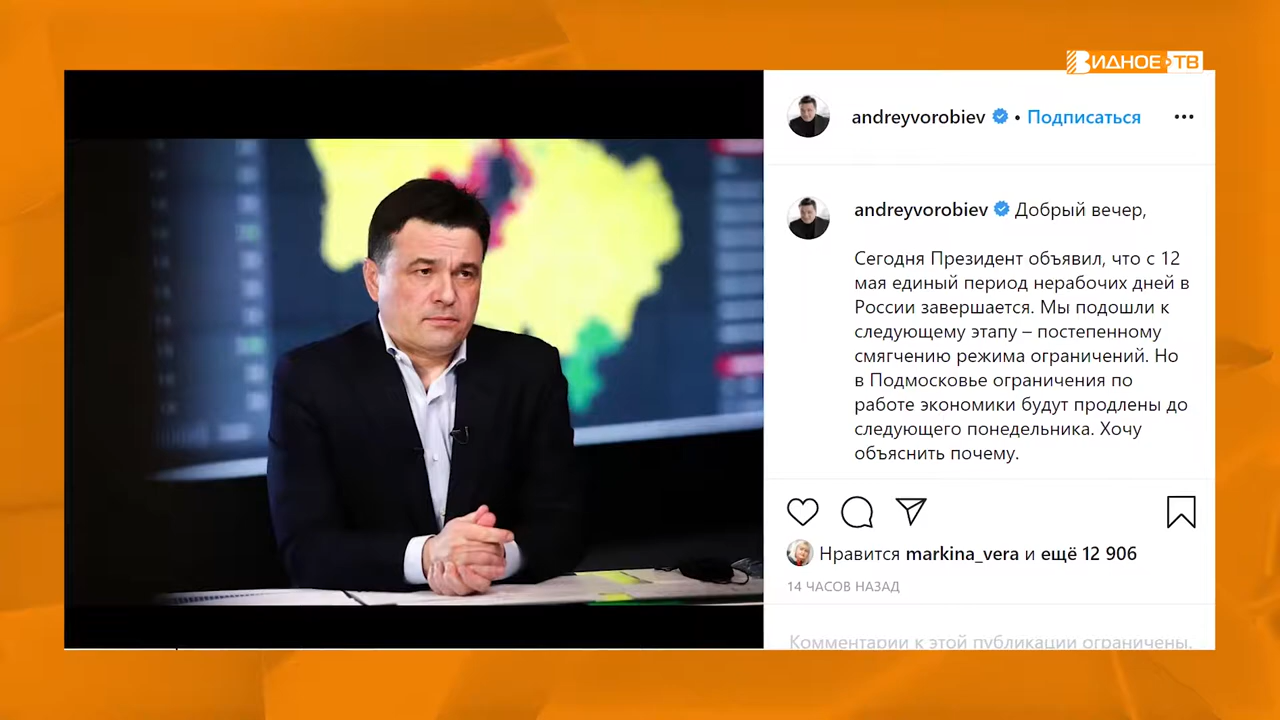 ВИДНОЕ ТВ
andreyvorobiev • Подписаться
andreyvorobiev Добрый вечер,
Сегодня Президент объявил, что с 12
мая единый период нерабочих дней в
России завершается. Мы подошли к
следующему этапу – постепенному
смягчению режима ограничений. Но
в Подмосковье ограничения по
работе экономики будут продлены до
следующего понедельника. Хочу
объяснить почему.
Нравится markina_vera и ещё 12 906
14 ЧАСОВ НАЗАД
Комментарии к этой публикации ограничены.